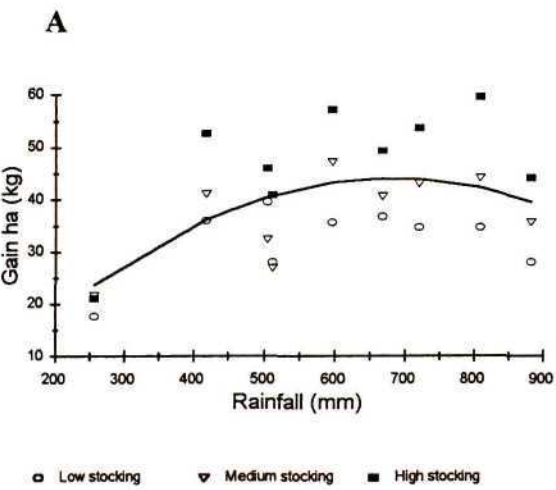 A
60
50
40
30
20
10
Gain ha (kg)
200 300 400 500 600 700 800 900
Rainfall (mm)
Low stocking Medium stocking High stocking